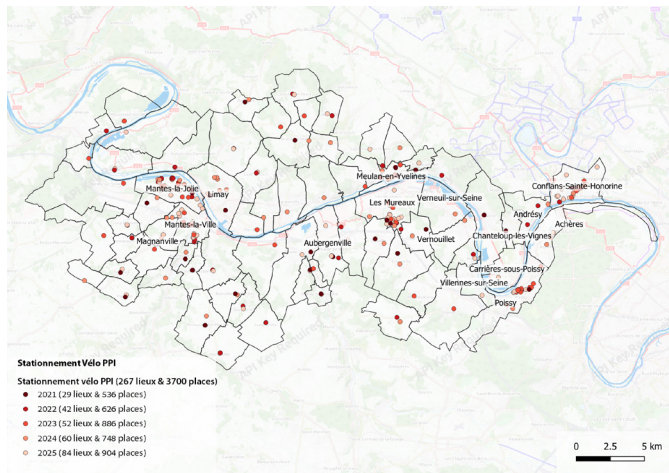 Meulan-en-Yvelines
Conflans-Sainte-Honorine
Mantes-la-Jolie
Limay
Verneuil-sur-Seine
Les Mureaux
Andrésy
Achères
Mantes-la-Ville
Chanteloup-les-Vignes
Magnanville
Aubergenville
Vernouillet
Carrières-sous-Poissy
Villennes-sur-Seine
Poissy
Stationnement Vélo PPI
Stationnement vélo PPI (267 lieux & 3700 places)
2021 (29 lieux & 536 places)
2022 (42 lieux & 626 places)
2023 (52 lieux & 886 places)
2024 (60 lieux & 748 places)
2025 (84 lieux & 904 places)
0 2.5 5 km